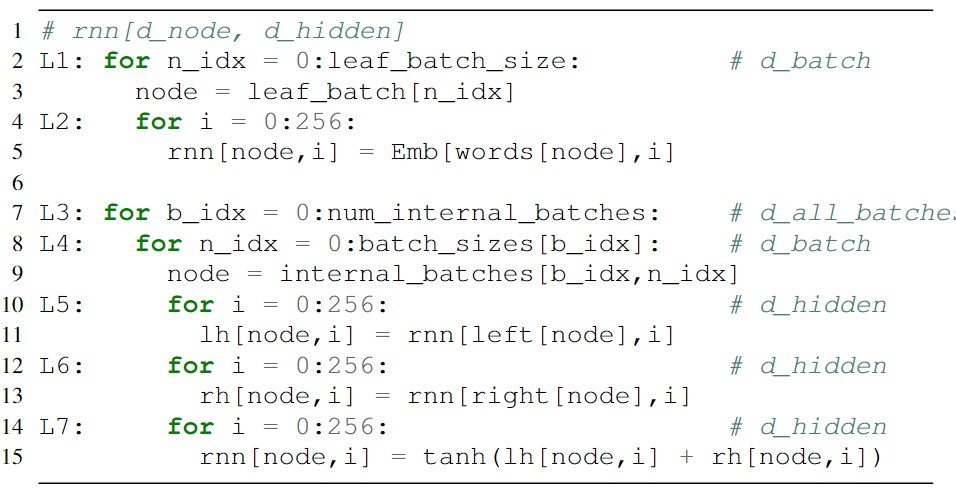 1 # rnn[d_node, d_hidden]
2 L1: for n_idx = 0:leaf_batch_size: # d_batch
3 node = leaf_batch[n_idx]
4 L2: for i = 0:256:
5 rnn[node,i] = Emb[words[node],i]
6
7 L3: for b_idx = 0:num_internal_batches: # d_all_batches
8 L4: for n_idx = 0:batch_sizes[b_idx]: # d_batch
9 node = internal_batches[b_idx,n_idx]
10 L5: for i = 0:256: # d_hidden
11 lh[node,i] = rnn[left[node],i]
12 L6: for i = 0:256: # d_hidden
13 rh[node,i] = rnn[right[node],i]
14 L7: for i = 0:256: # d_hidden
15 rnn[node,i] = tanh(lh[node,i] + rh[node,i])